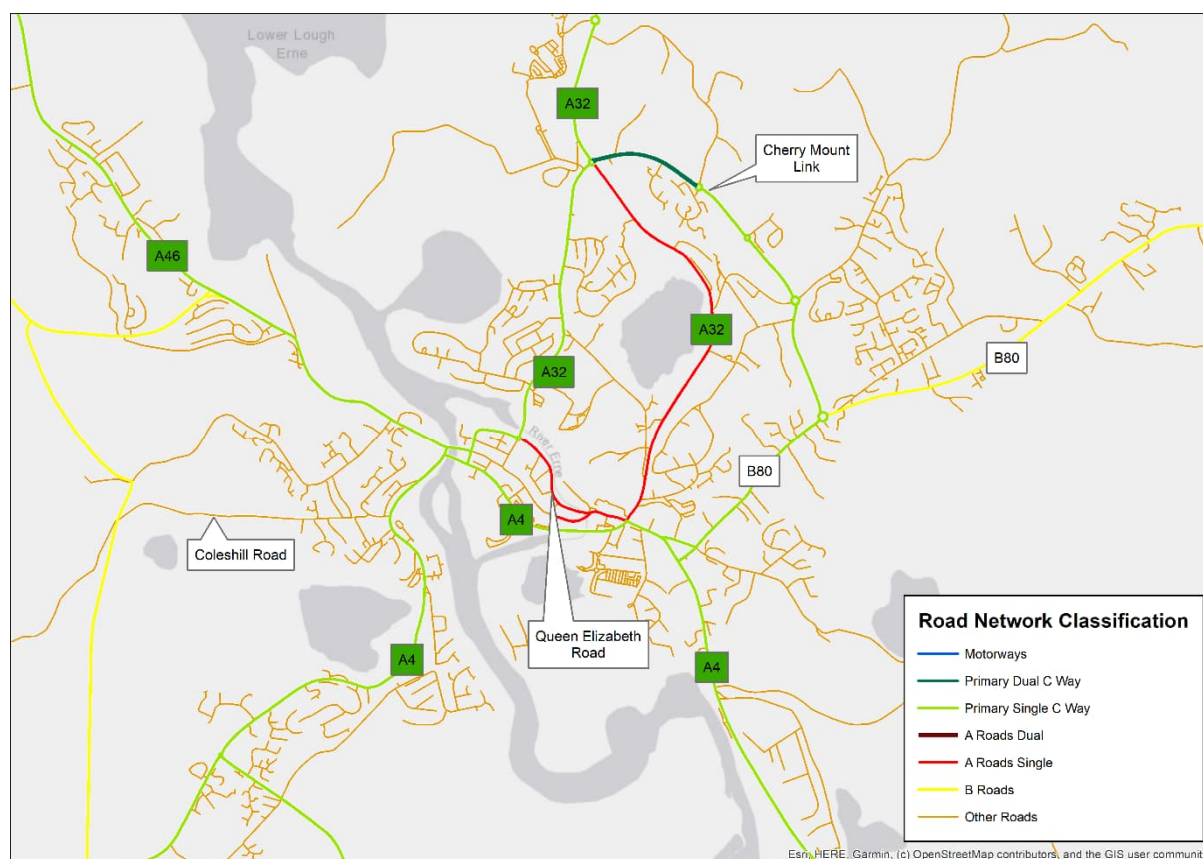 Lower Lough
Erne
A32
Cherry Mount
Link
A46
A32
B80
A32
River Erne
B80
A4
Coleshill Road
Queen Elizabeth
Road
A4
A4
Road Network Classification
Motorways
Primary Dual C Way
Primary Single C Way
A Roads Dual
A Roads Single
B Roads
Other Roads
Esri, HERE, Garmin, (c) OpenStreetMap contributors, and the GIS user communit